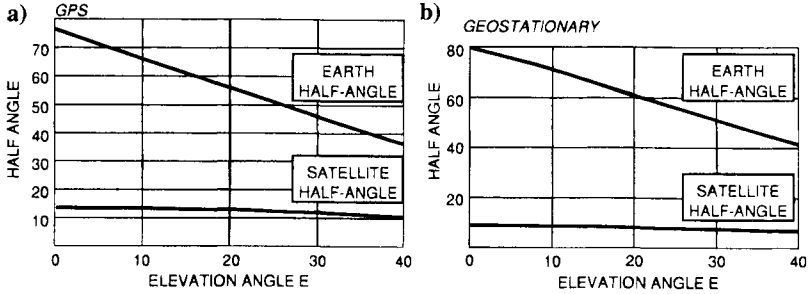 a)
GPS
HALF ANGLE
70
60
50
40
30
20
10
EARTH
HALF-ANGLE
SATELLITE
HALF-ANGLE
0
10
20
30
40
ELEVATION ANGLE E
b)
GEOSTATIONARY
HALF ANGLE
80
60
40
20
EARTH
HALF-ANGLE
SATELLITE
HALF-ANGLE
0
10
20
30
40
ELEVATION ANGLE E